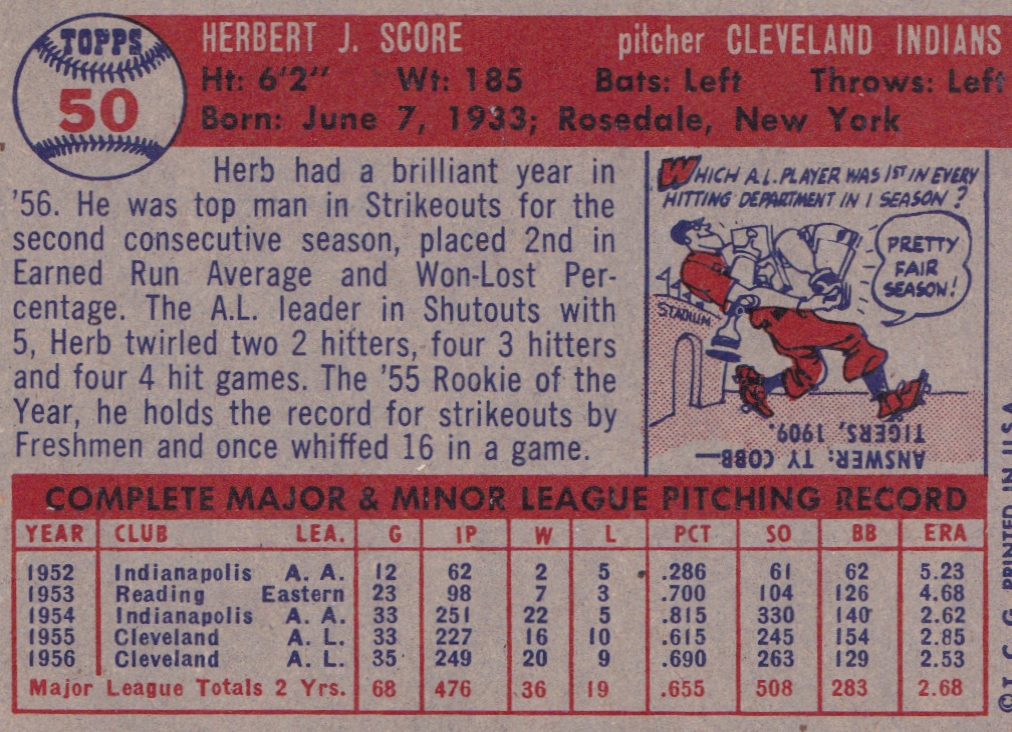 TOPPS
50
HERBERT J. SCORE pitcher CLEVELAND INDIANS
Ht: 6'2" Wt: 185 Bats: Left Throws: Left
Born: June 7, 1933; Rosedale, New York
Herb had a brilliant year in
'56. He was top man in Strikeouts for the
second consecutive season, placed 2nd in
Earned Run Average and Won-Lost Per-
centage. The A.L. leader in Shutouts with
5, Herb twirled two 2 hitters, four 3 hitters
and four 4 hit games. The '55 Rookie of the
Year, he holds the record for strikeouts by
Freshmen and once whiffed 16 in a game.
WHICH A.L. PLAYER WAS 1ST IN EVERY
HITTING DEPARTMENT IN 1 SEASON?
PRETTY
FAIR
SEASON!
STADIUM
ANSWER: TY COBB—
TIGERS, 1909.
COMPLETE MAJOR & MINOR LEAGUE PITCHING RECORD
YEAR CLUB LEA. G IP W L PCT SO BB ERA
1952 Indianapolis A. A. 12 62 2 5 .286 61 62 5.23
1953 Reading Eastern 23 98 7 3 .700 104 126 4.68
1954 Indianapolis A. A. 33 251 22 5 .815 330 140 2.62
1955 Cleveland A. L. 33 227 16 10 .615 245 154 2.85
1956 Cleveland A. L. 35 249 20 9 .690 263 129 2.53
Major League Totals 2 Yrs. 68 476 36 19 .655 508 283 2.68
© T. C. G. PRINTED IN U.S.A.